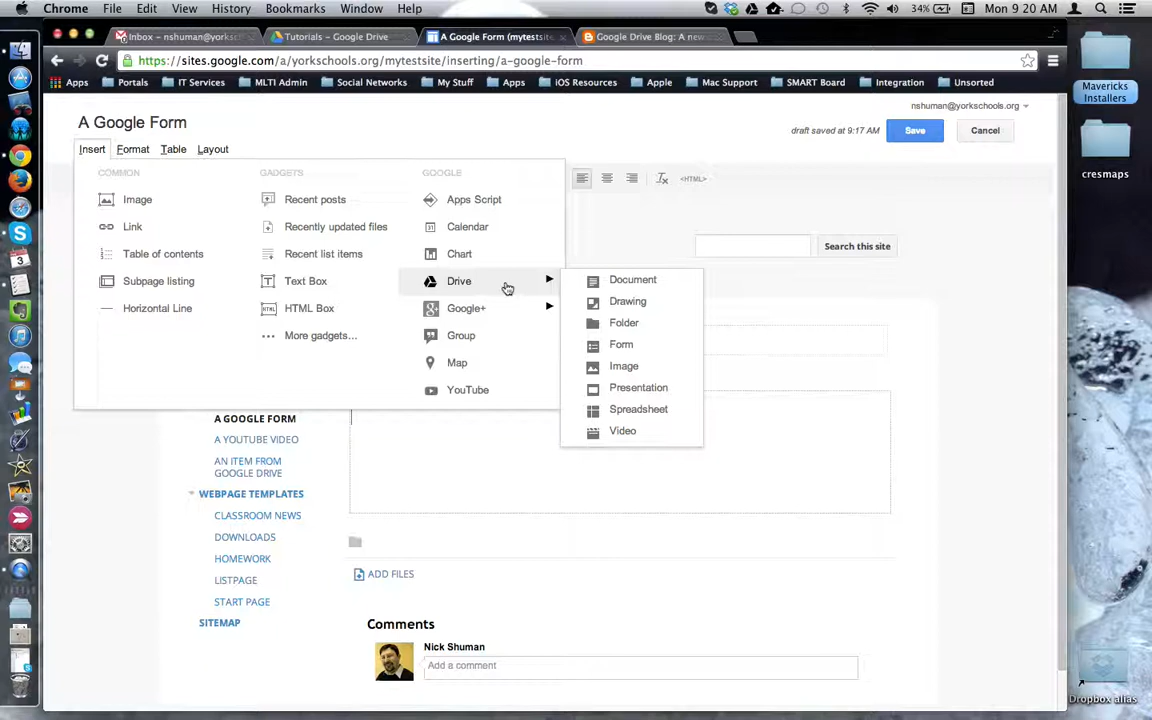 Chrome File Edit View History Bookmarks Window Help 34% Mon 9:20 AM
Inbox – nshuman@yorksch Tutorials – Google Drive A Google Form (mytestsite Google Drive Blog: A new
https://sites.google.com/a/yorkschools.org/mytestsite/inserting/a-google-form
Apps Portals IT Services MLTI Admin Social Networks My Stuff Apps iOS Resources Apple Mac Support SMART Board Integration Unsorted
Mavericks
Installers
nshuman@yorkschools.org
A Google Form
draft saved at 9:17 AM Save Cancel
Insert Format Table Layout
cresmaps
COMMON GADGETS GOOGLE
<HTML>
Image Recent posts Apps Script
Link Recently updated files Calendar
Table of contents Recent list items Chart
Search this site
Subpage listing Text Box Drive
Horizontal Line HTML Box Google+
More gadgets... Group
Map
YouTube
Document
Drawing
Folder
Form
Image
Presentation
Spreadsheet
Video
A GOOGLE FORM
A YOUTUBE VIDEO
AN ITEM FROM
GOOGLE DRIVE
WEBPAGE TEMPLATES
CLASSROOM NEWS
DOWNLOADS
HOMEWORK
LISTPAGE
START PAGE
SITEMAP
ADD FILES
Comments
Nick Shuman
Add a comment
Dropbox alias